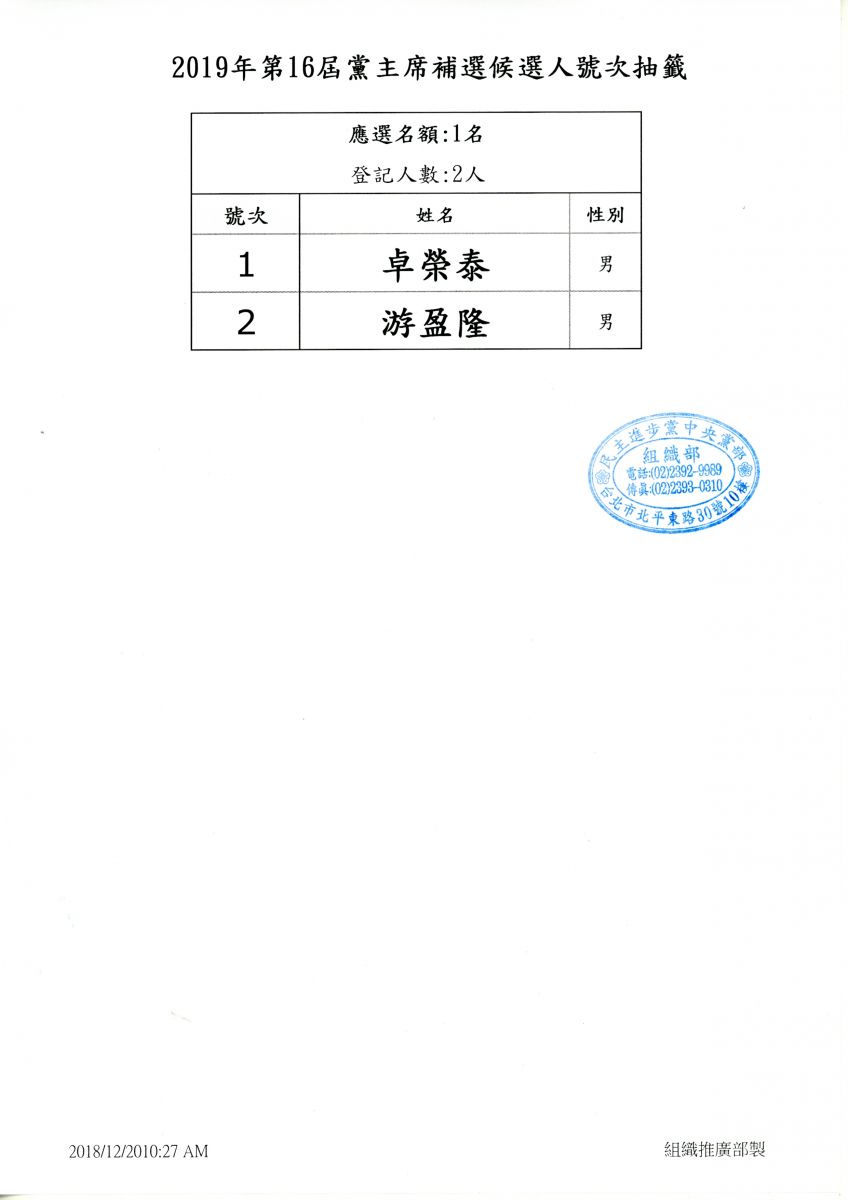 2019年第16屆黨主席補選候選人號次抽籤
應選名額:1名
登記人數:2人
號次 姓名 性別
1 卓榮泰 男
2 游盈隆 男
民主進步黨中央黨部
組織部
電話:(02)2392-9989
傳真:(02)2393-0310
台北市北平東路30號10樓
2018/12/2010:27 AM
組織推廣部製